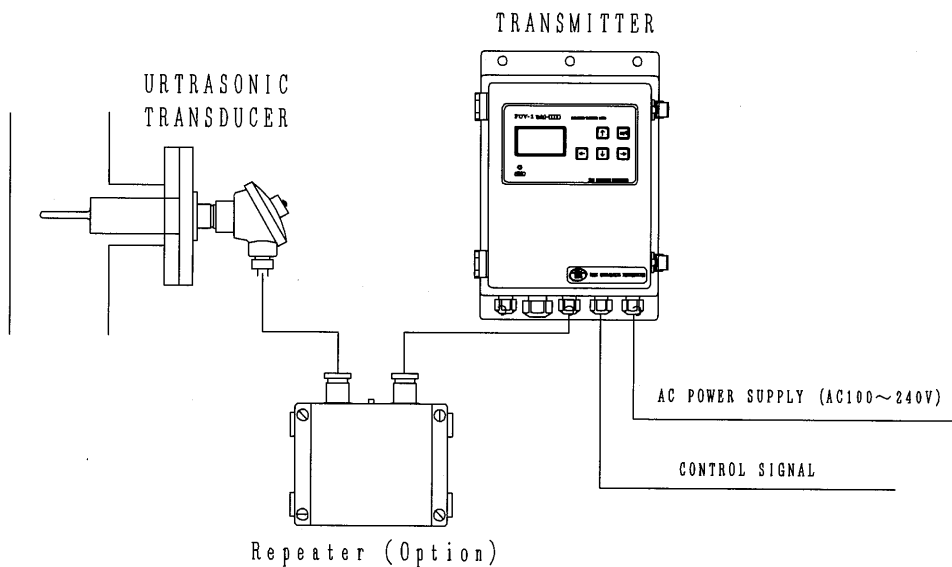 TRANSMITTER
URTRASONIC
TRANSDUCER
AC POWER SUPPLY (AC100～240V)
CONTROL SIGNAL
Repeater (Option)